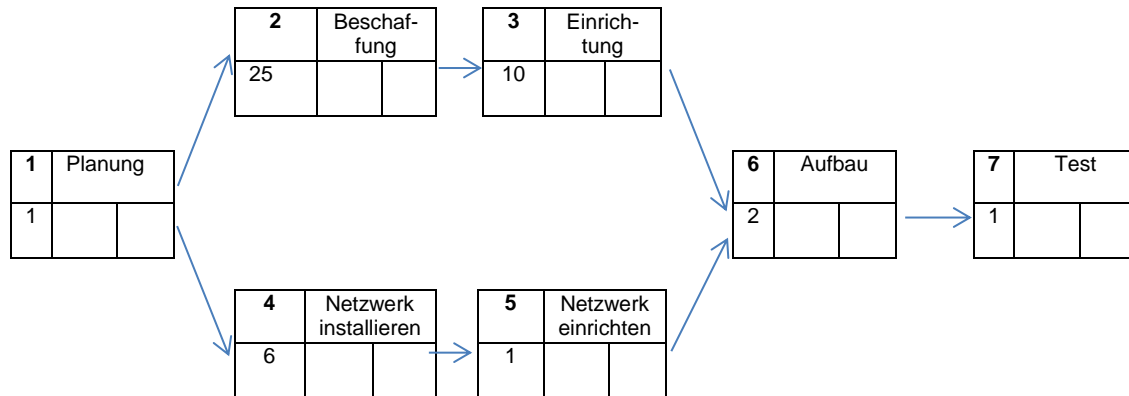 2 Beschaf-
fung
25
3 Einrich-
tung
10
1 Planung
1
6 Aufbau
2
7 Test
1
4 Netzwerk
installieren
6
5 Netzwerk
einrichten
1